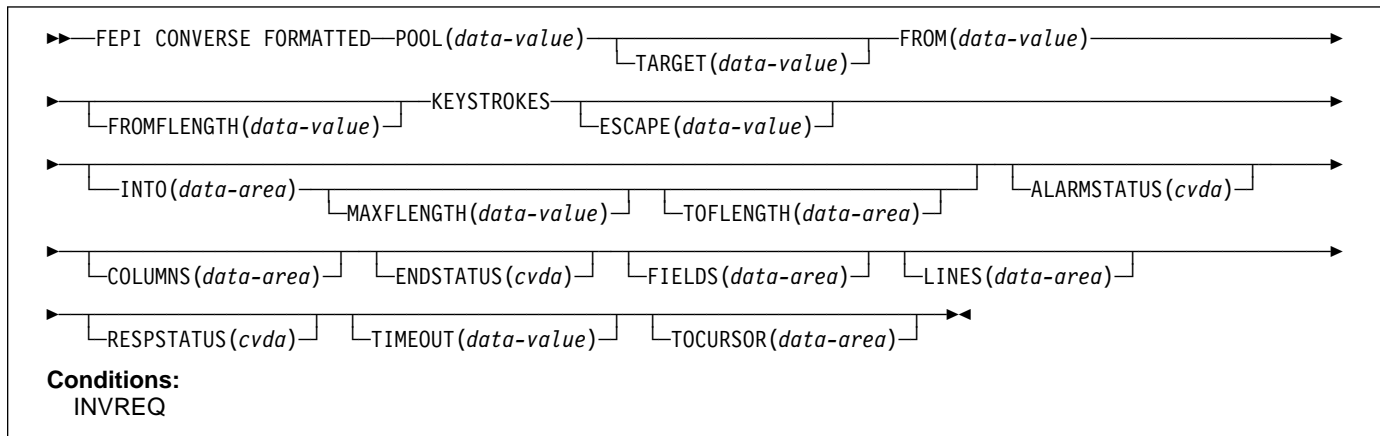 FEPI CONVERSE FORMATTED POOL(data-value) FROM(data-value)
TARGET(data-value)
KEYSTROKES
FROMFLENGTH(data-value) ESCAPE(data-value)
INTO(data-area) ALARMSTATUS(cvda)
MAXFLENGTH(data-value) TOFLENGTH(data-area)
COLUMNS(data-area) ENDSTATUS(cvda) FIELDS(data-area) LINES(data-area)
RESPSTATUS(cvda) TIMEOUT(data-value) TOCURSOR(data-area)
Conditions:
INVREQ